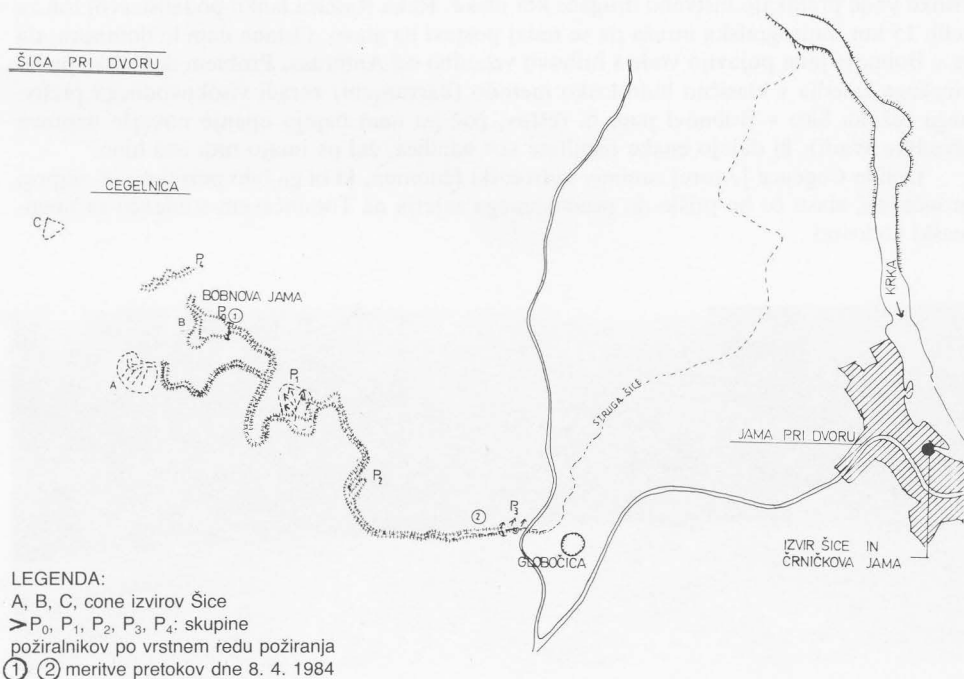 ŠICA PRI DVORU
CEGELNICA
C
P₄
BOBNOVA JAMA
P₀ ①
B
A
P₁
P₂
② P₃
GLOBOČICA
STRUGA ŠICE
KRKA
JAMA PRI DVORU
IZVIR ŠICE IN
ČRNIČKOVA JAMA
LEGENDA:
A, B, C, cone izvirov Šice
>P₀, P₁, P₂, P₃, P₄: skupine
požiralnikov po vrstnem redu požiranja
① ② meritve pretokov dne 8. 4. 1984